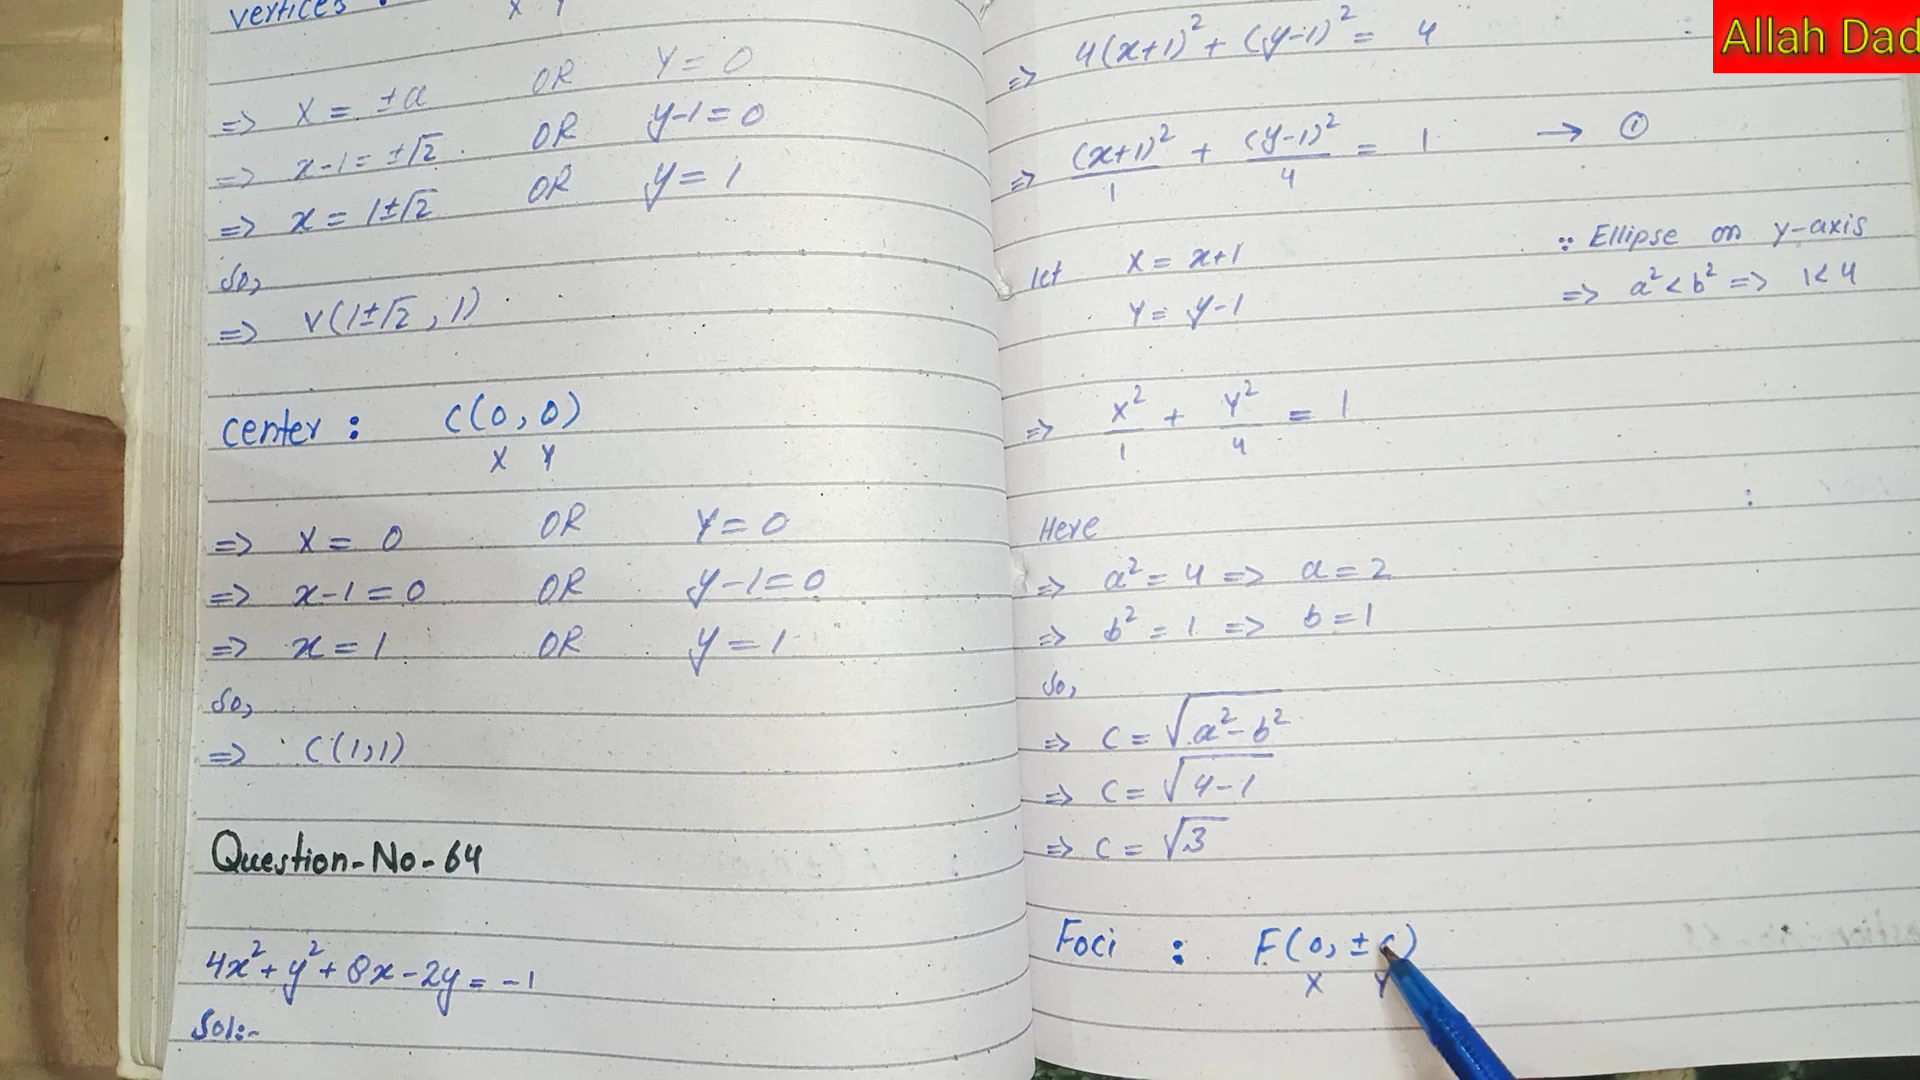 vertices :
X Y
=> X = ±a OR Y = 0
=> x-1 = ±√2 OR y-1 = 0
=> x = 1±√2 OR y = 1
So,
=> V(1±√2 , 1)
center : C(0, 0)
X Y
=> X = 0 OR Y = 0
=> x-1 = 0 OR y-1 = 0
=> x = 1 OR y = 1
So,
=> C(1,1)
Question-No-64
4x²+y²+8x-2y = -1
Sol:-
=> 4(x+1)² + (y-1)² = 4
=> (x+1)²/1 + (y-1)²/4 = 1 → ①
let X = x+1
Y = y-1
∵ Ellipse on y-axis
=> a² < b² => 1 < 4
=> X²/1 + Y²/4 = 1
Here
=> a² = 4 => a = 2
=> b² = 1 => b = 1
So,
=> C = √a²-b²
=> C = √4-1
=> C = √3
Foci : F(0, ±c)
X Y
Allah Dad